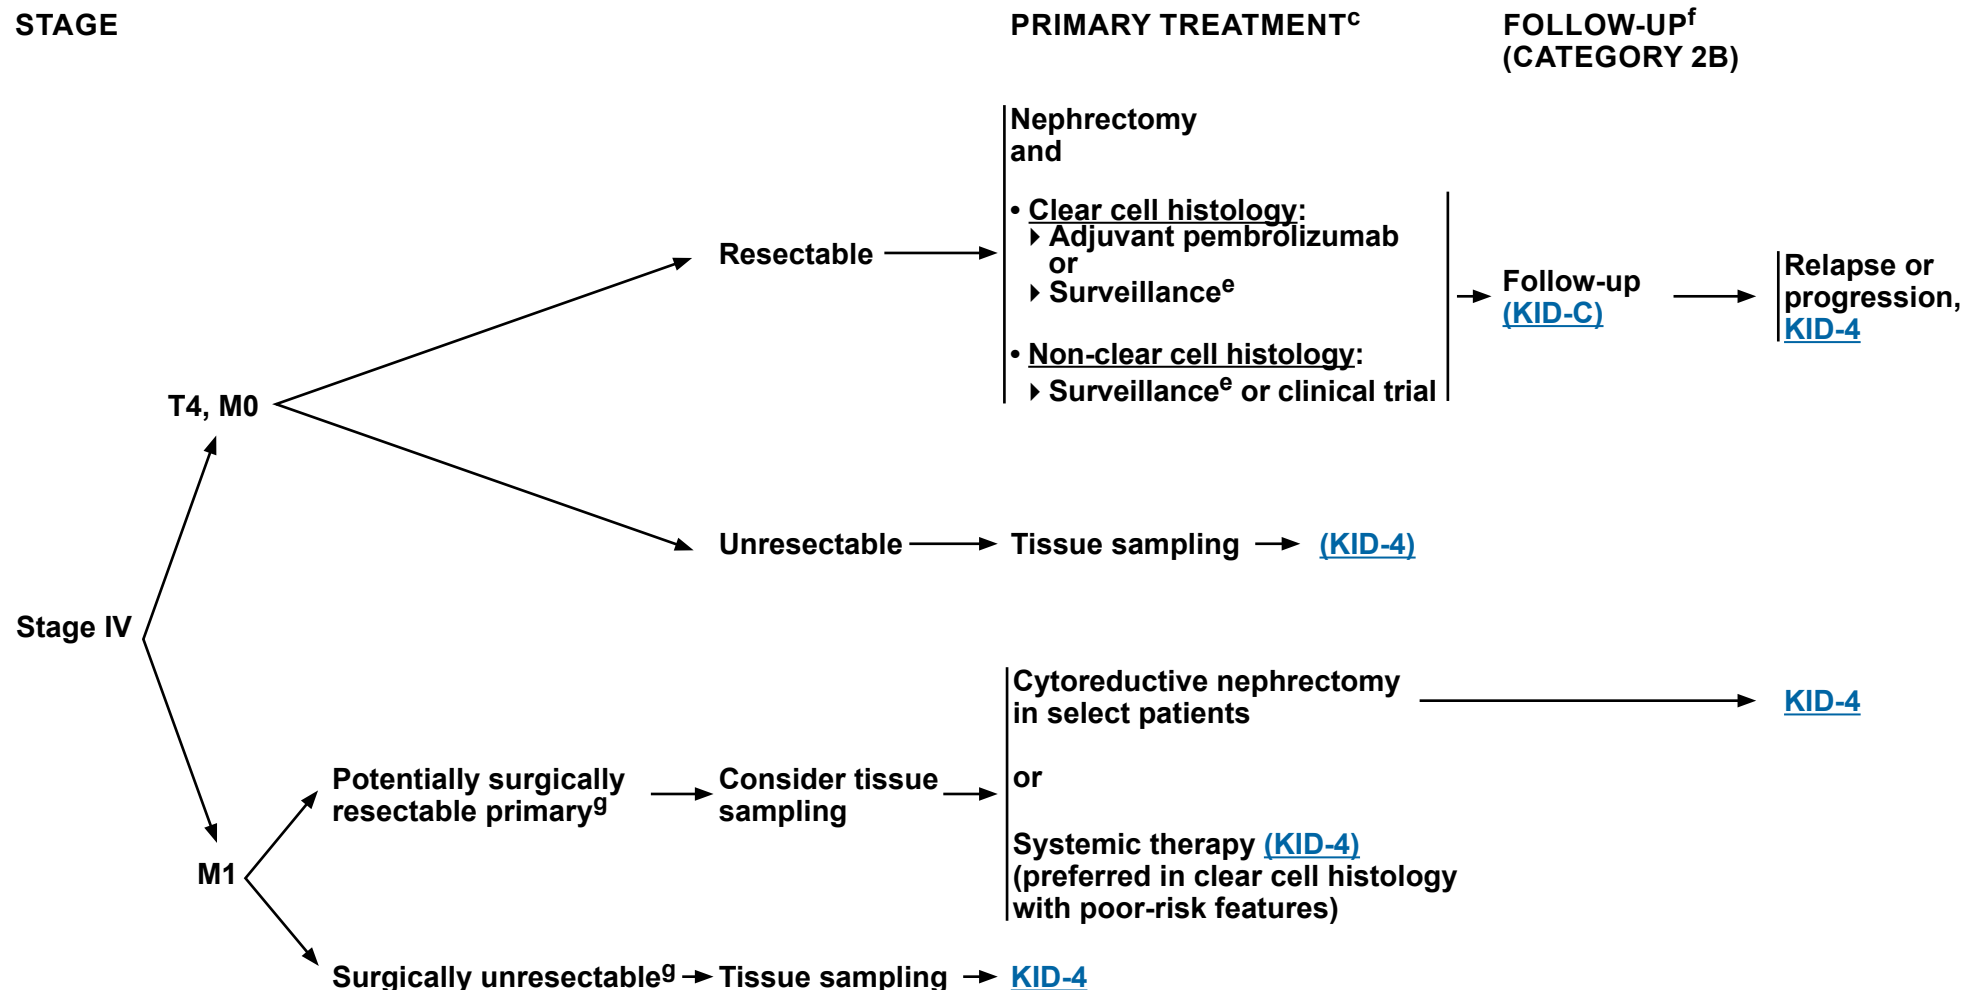 STAGE
PRIMARY TREATMENTc
FOLLOW-UPf
(CATEGORY 2B)
Nephrectomy
and
• Clear cell histology:
Adjuvant pembrolizumab
or
Surveillancee
• Non-clear cell histology:
Surveillancee or clinical trial
Resectable
Follow-up
(KID-C)
Relapse or
progression,
KID-4
T4, M0
Unresectable
Tissue sampling
(KID-4)
Stage IV
Cytoreductive nephrectomy
in select patients
KID-4
or
Systemic therapy (KID-4)
(preferred in clear cell histology
with poor-risk features)
Potentially surgically
resectable primaryg
Consider tissue
sampling
M1
Surgically unresectableg
Tissue sampling
KID-4